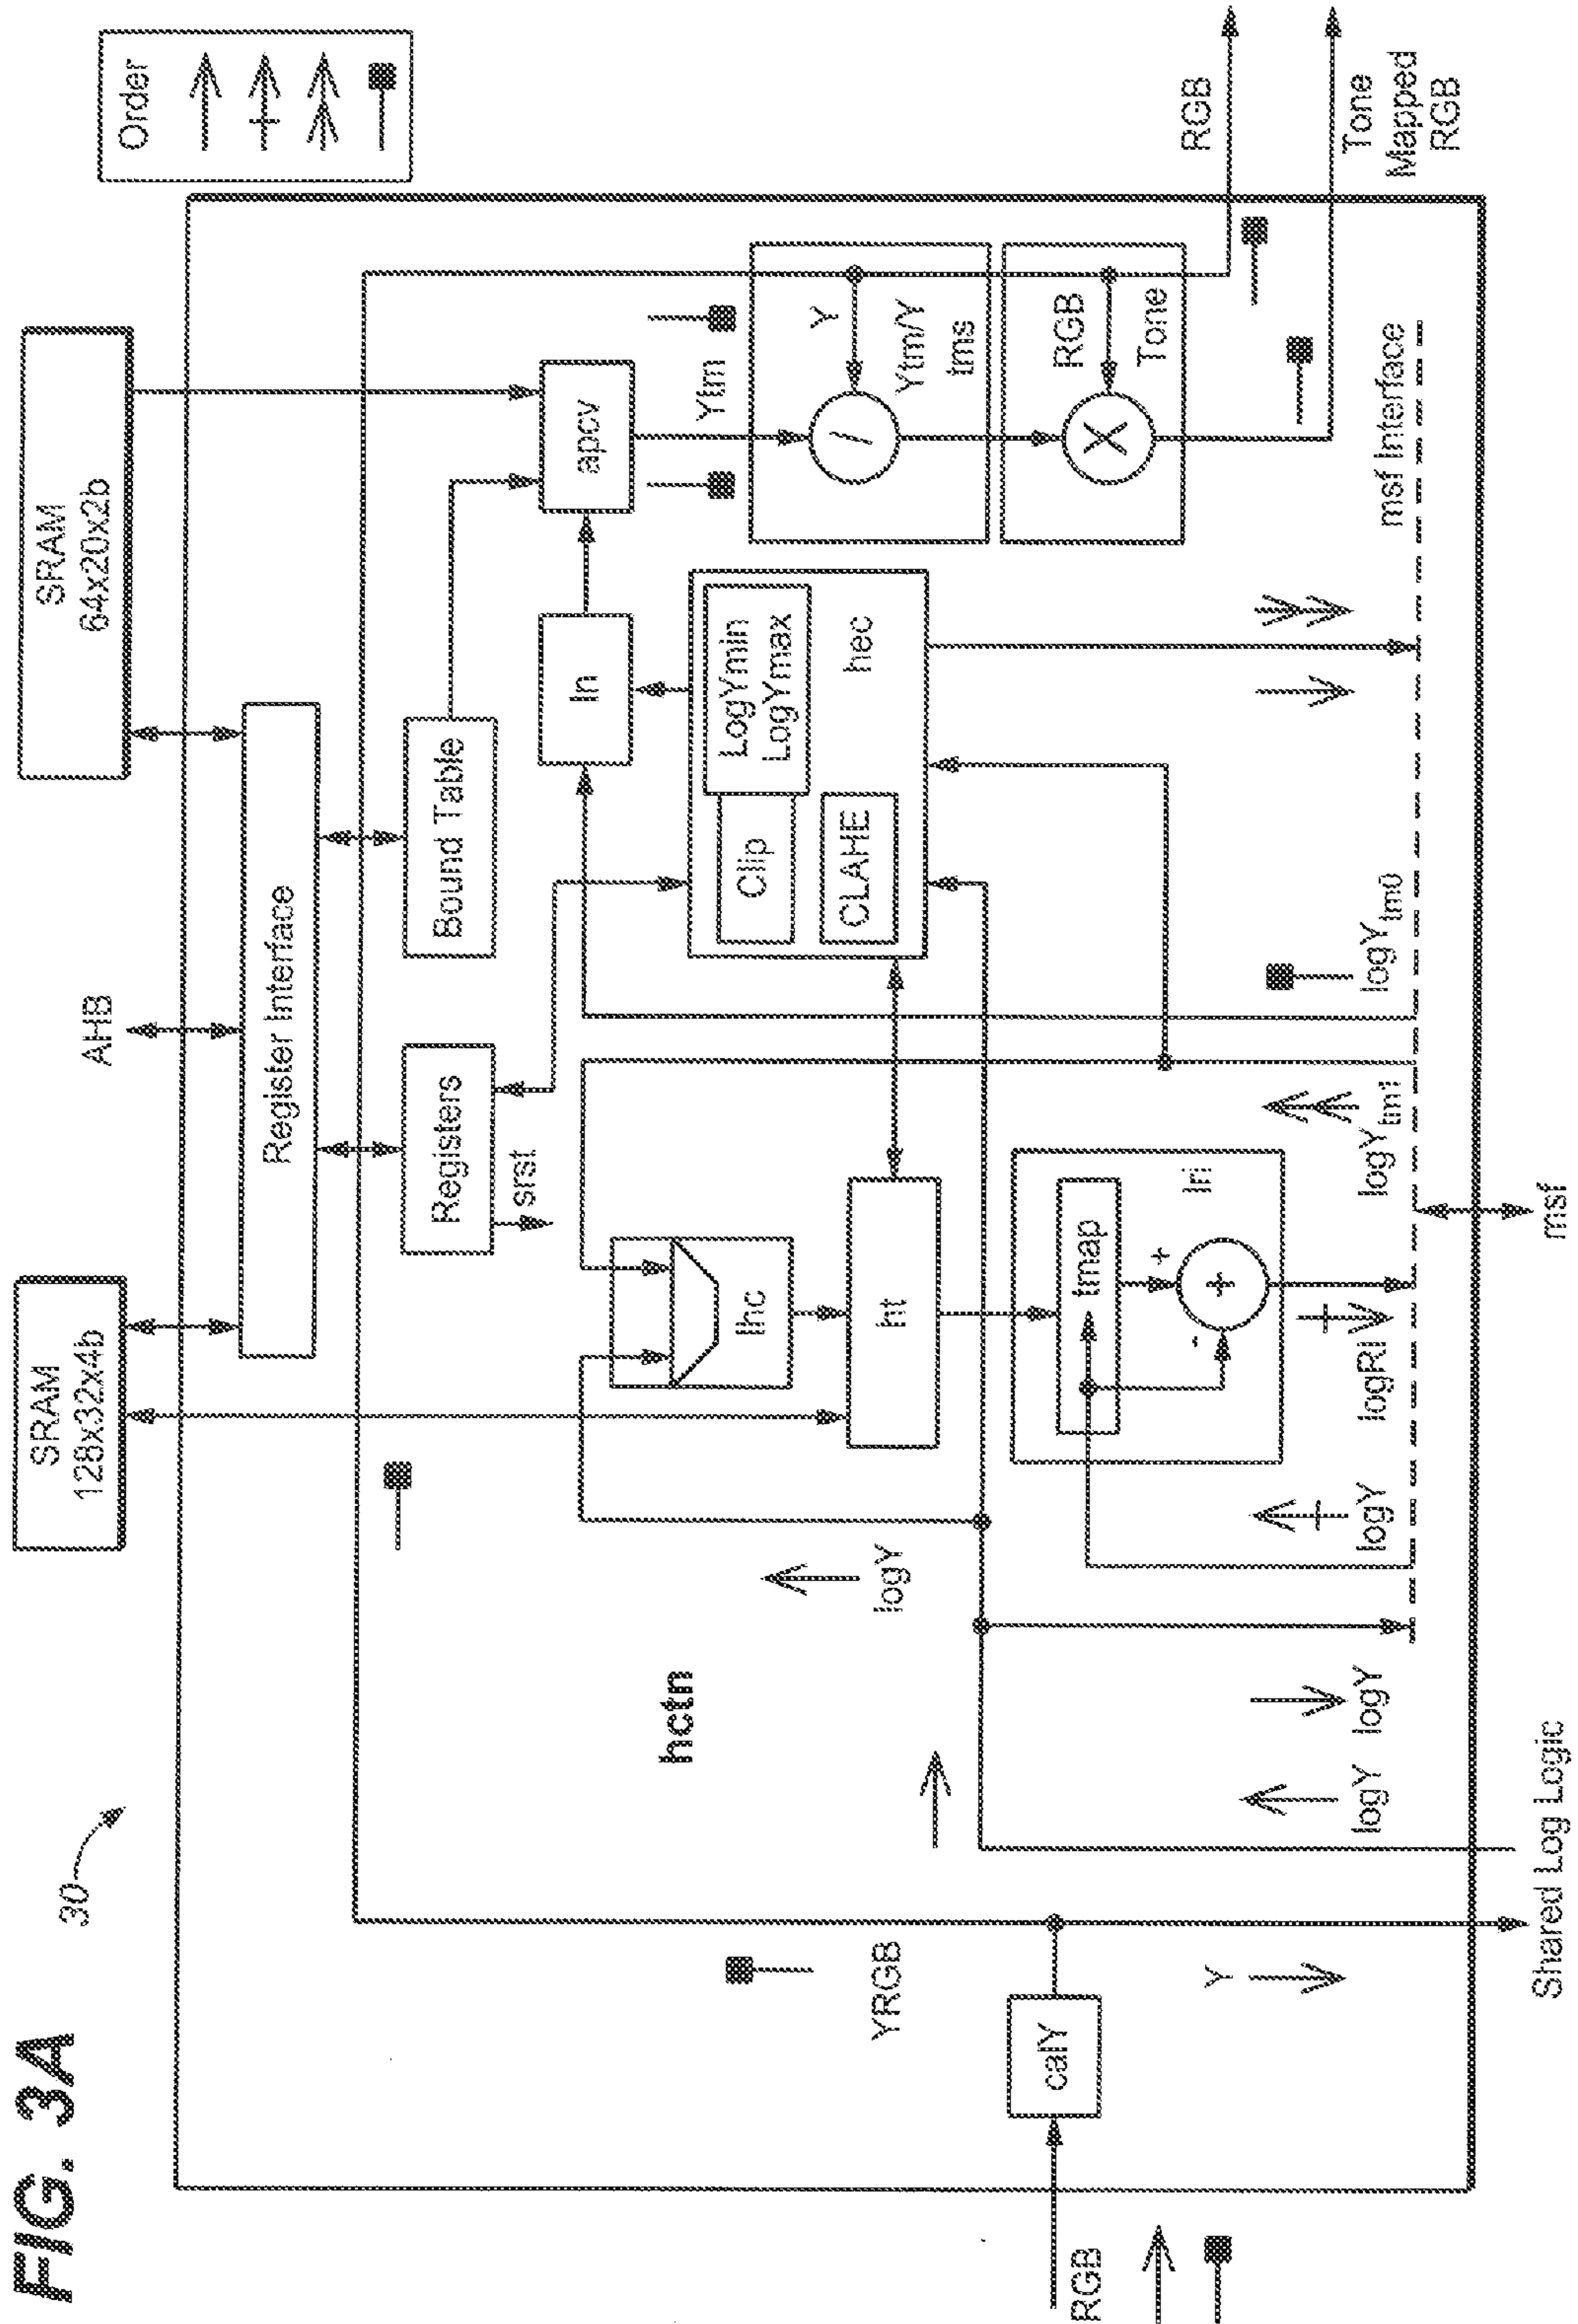 FIG. 3A
30
AHB
SRAM
128x32x4b
SRAM
64x20x2b
Order
Register Interface
Registers
srst
Bound Table
hctn
logY
lhc
ht
tmap
+
-
+
lri
ln
apcv
Ytm
LogYmin
LogYmax
Clip
CLAHE
hec
Y
/
Ytm/Y
tms
RGB
X
Tone
RGB
Tone
Mapped
RGB
YRGB
RGB
calY
Y
logY
logY
logY
logRI
logYtm1
logYtm0
msf Interface
Shared Log Logic
msf